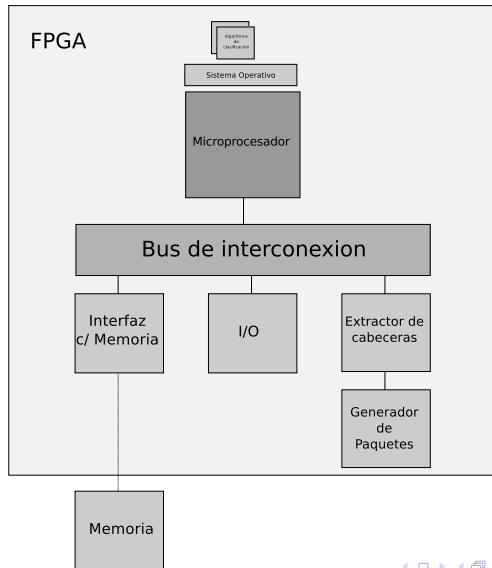 FPGA
Algoritmos
de
clasificación
Sistema Operativo
Microprocesador
Bus de interconexion
Interfaz
c/ Memoria
I/O
Extractor de
cabeceras
Generador
de
Paquetes
Memoria